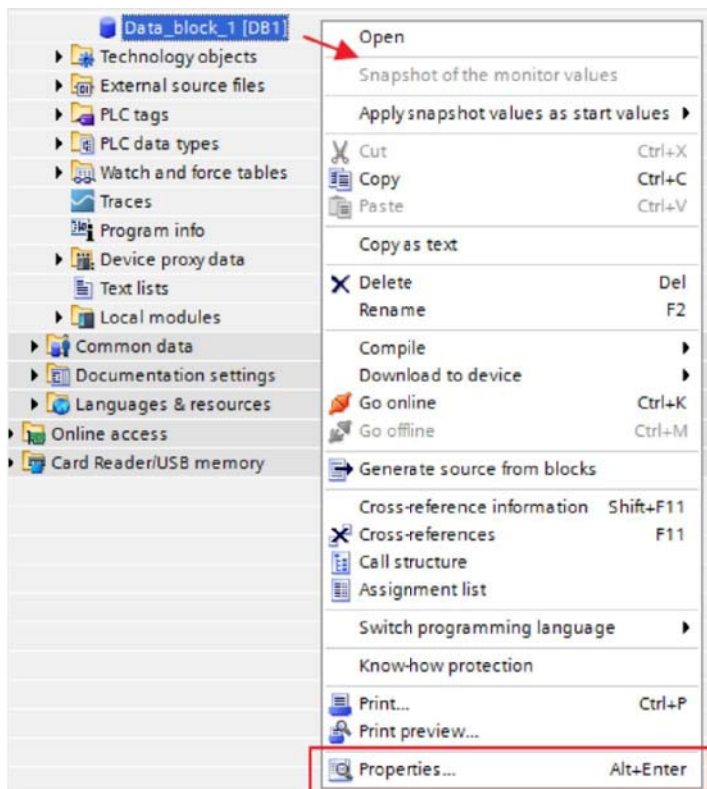 Data_block_1 [DB1]
Technology objects
External source files
PLC tags
PLC data types
Watch and force tables
Traces
Program info
Device proxy data
Text lists
Local modules
Common data
Documentation settings
Languages & resources
Online access
Card Reader/USB memory
Open
Snapshot of the monitor values
Apply snapshot values as start values
Cut Ctrl+X
Copy Ctrl+C
Paste Ctrl+V
Copy as text
Delete Del
Rename F2
Compile
Download to device
Go online Ctrl+K
Go offline Ctrl+M
Generate source from blocks
Cross-reference information Shift+F11
Cross-references F11
Call structure
Assignment list
Switch programming language
Know-how protection
Print... Ctrl+P
Print preview...
Properties... Alt+Enter